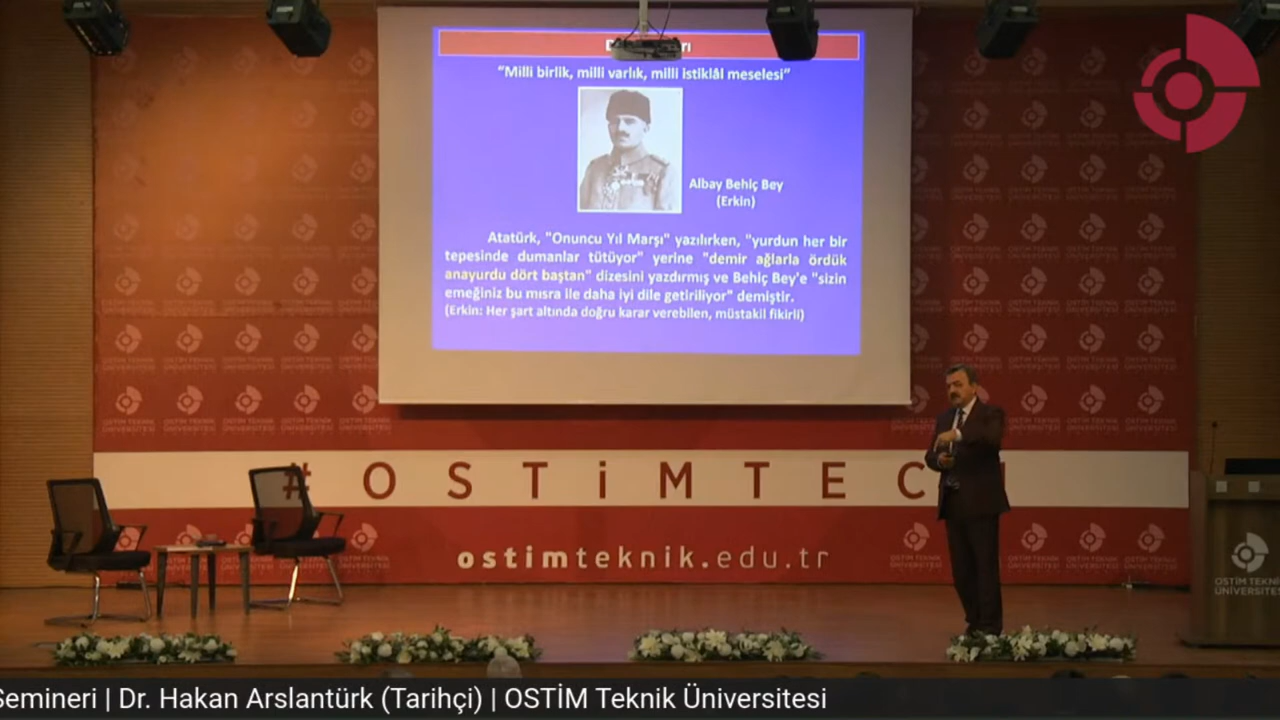 "Milli birlik, milli varlık, milli istiklâl meselesi"
Albay Behiç Bey
(Erkin)
Atatürk, "Onuncu Yıl Marşı" yazılırken, "yurdun her bir
tepesinde dumanlar tütüyor" yerine "demir ağlarla ördük
anayurdu dört baştan" dizesini yazdırmış ve Behiç Bey'e "sizin
emeğiniz bu mısra ile daha iyi dile getiriliyor" demiştir.
(Erkin: Her şart altında doğru karar verebilen, müstakil fikirli)
# O S T İ M T E C
ostimteknik.edu.tr
OSTİM TEKNİK
ÜNİVERSİTESİ
Semineri | Dr. Hakan Arslantürk (Tarihçi) | OSTİM Teknik Üniversitesi